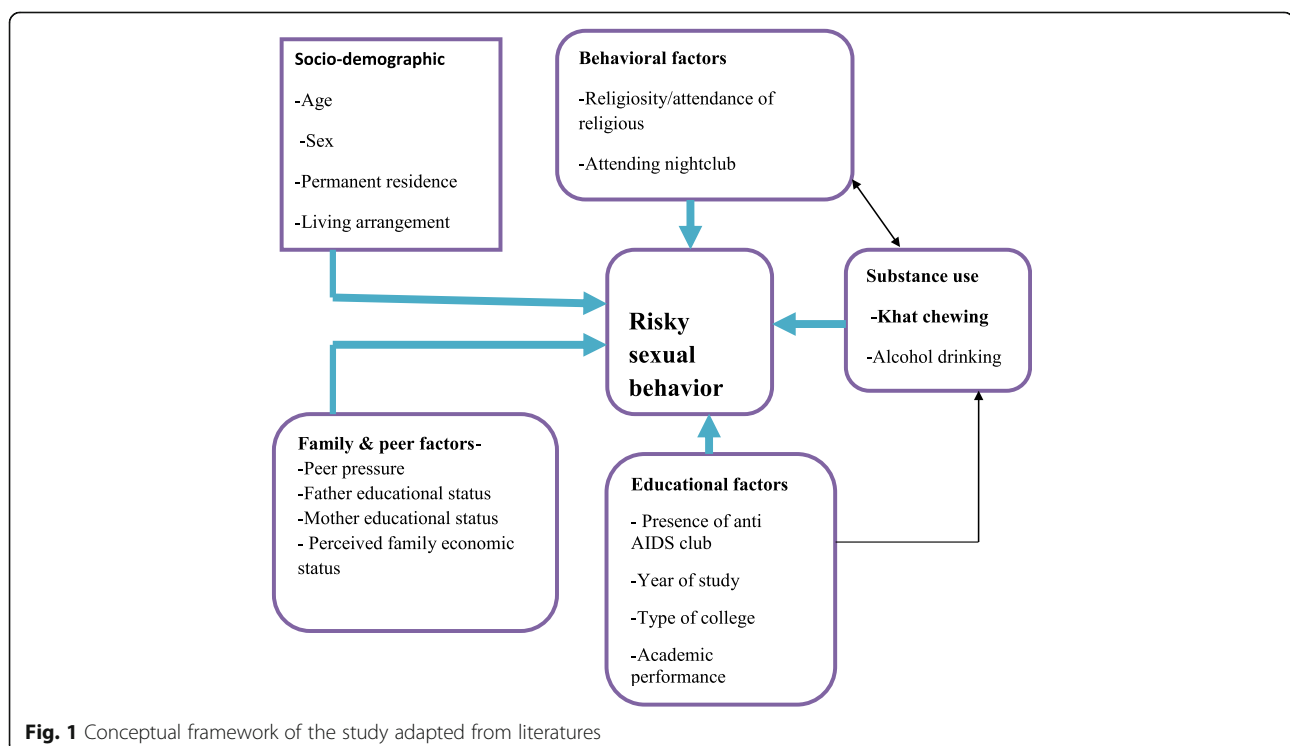 Socio-demographic
-Age
-Sex
-Permanent residence
-Living arrangement
Behavioral factors
-Religiosity/attendance of
religious
-Attending nightclub
Risky
sexual
behavior
Substance use
-Khat chewing
-Alcohol drinking
Family & peer factors-
-Peer pressure
-Father educational status
-Mother educational status
- Perceived family economic
status
Educational factors
- Presence of anti
AIDS club
-Year of study
-Type of college
-Academic
performance
Fig. 1 Conceptual framework of the study adapted from literatures